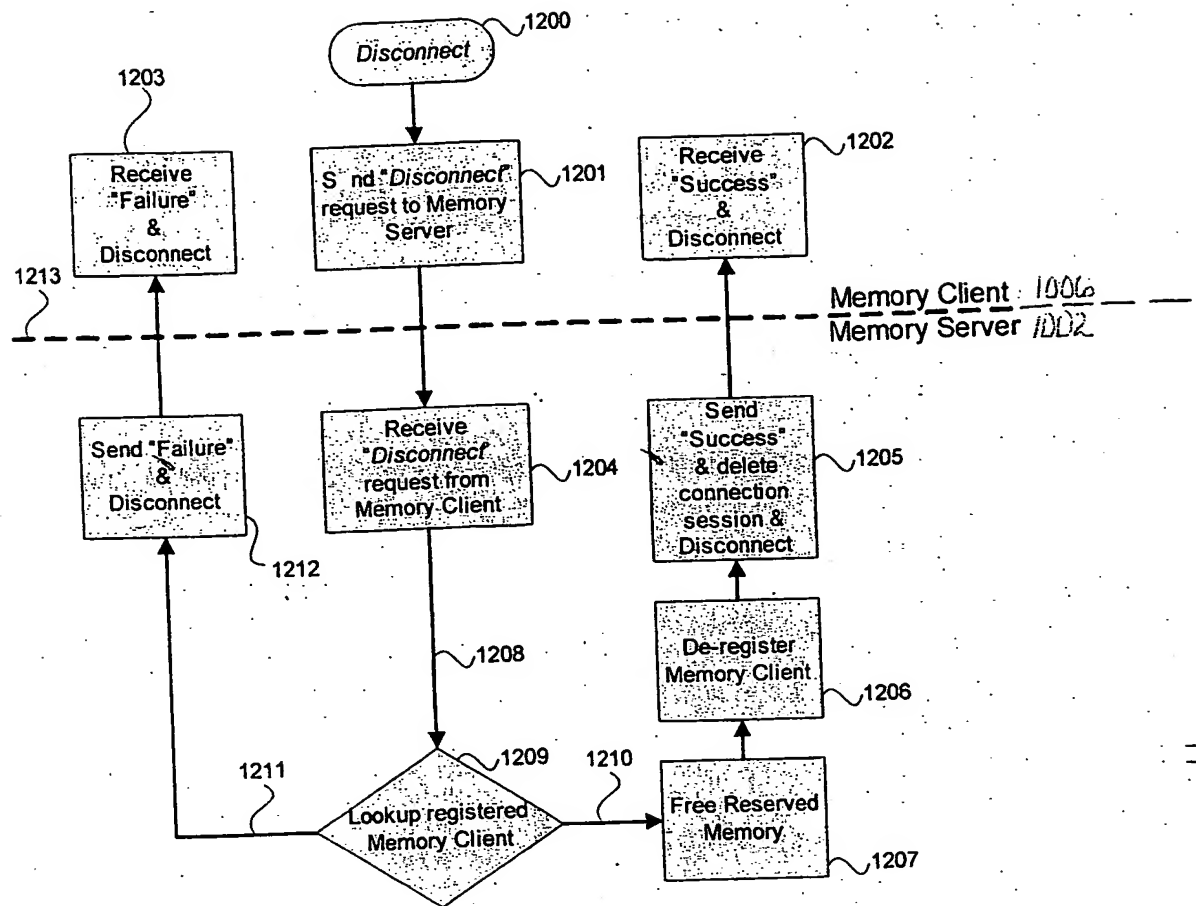 1200
Disconnect
1203
Receive
"Failure"
&
Disconnect
S nd "Disconnect"
request to Memory
Server
1201
Receive
"Success"
&
Disconnect
1202
1213
Memory Client 1006
Memory Server 1002
Send "Failure"
&
Disconnect
1212
Receive
"Disconnect"
request from
Memory Client
1204
Send
"Success"
& delete
connection
session &
Disconnect
1205
1208
De-register
Memory Client
1206
1209
1211
Lookup registered
Memory Client
1210
Free Reserved
Memory
1207